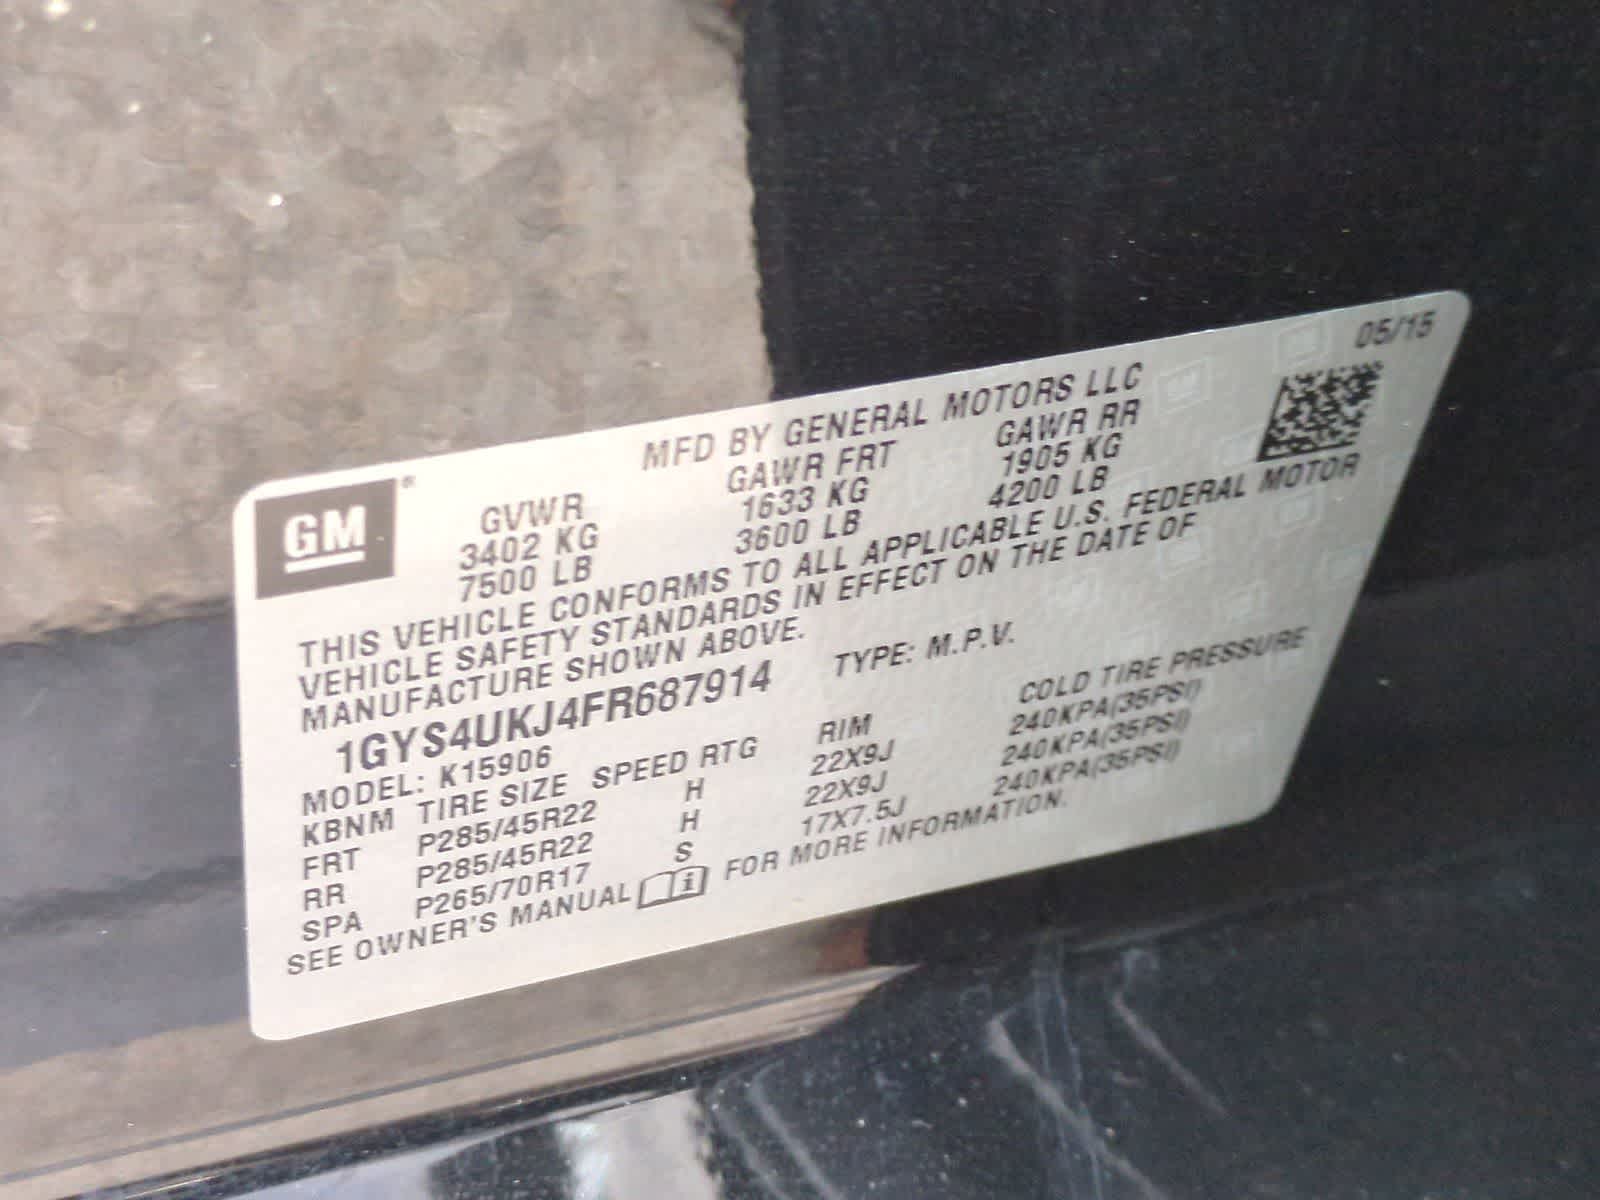 05/15
MFD BY GENERAL MOTORS LLC
GM®
GVWR GAWR FRT GAWR RR
3402 KG 1633 KG 1905 KG
7500 LB 3600 LB 4200 LB
THIS VEHICLE CONFORMS TO ALL APPLICABLE U.S. FEDERAL MOTOR
VEHICLE SAFETY STANDARDS IN EFFECT ON THE DATE OF
MANUFACTURE SHOWN ABOVE.
1GYS4UKJ4FR687914 TYPE: M.P.V.
MODEL: K15906
KBNM TIRE SIZE SPEED RTG RIM COLD TIRE PRESSURE
FRT P285/45R22 H 22X9J 240KPA(35PSI)
RR P285/45R22 H 22X9J 240KPA(35PSI)
SPA P265/70R17 S 17X7.5J 240KPA(35PSI)
SEE OWNER'S MANUAL FOR MORE INFORMATION.